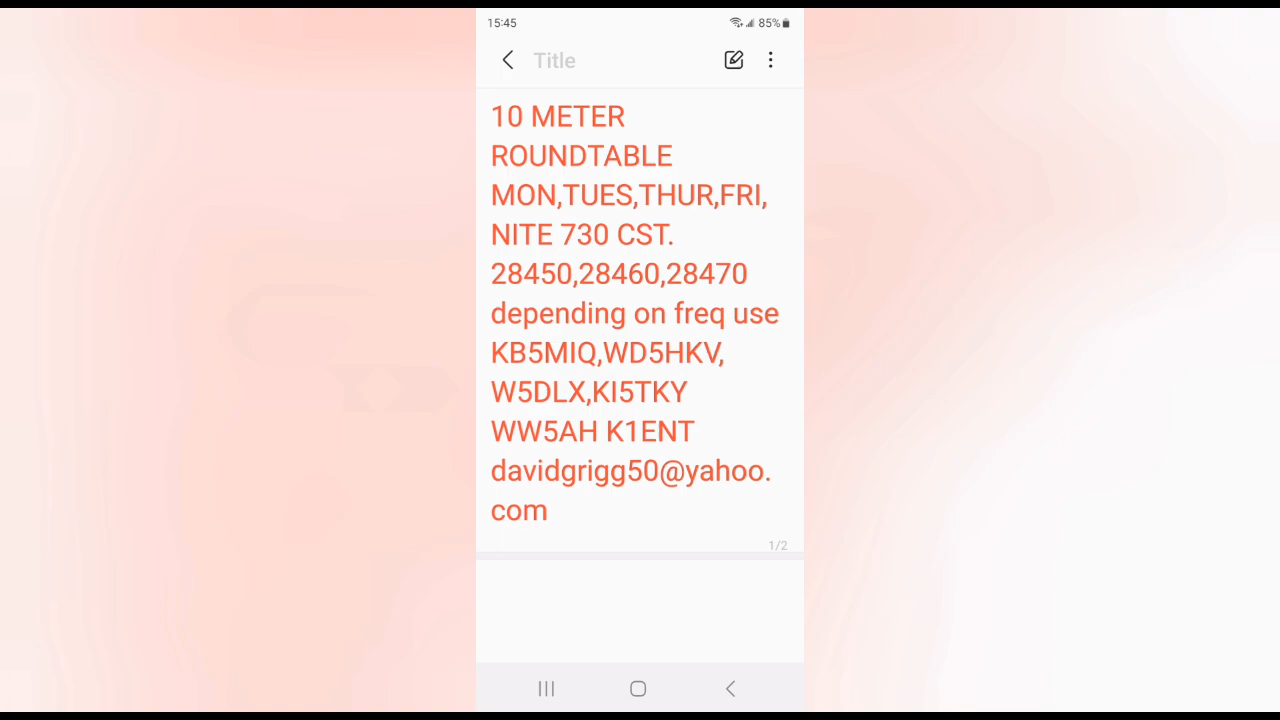 15:45
85%
Title
10 METER
ROUNDTABLE
MON,TUES,THUR,FRI,
NITE 730 CST.
28450,28460,28470
depending on freq use
KB5MIQ,WD5HKV,
W5DLX,KI5TKY
WW5AH K1ENT
davidgrigg50@yahoo.
com
1/2